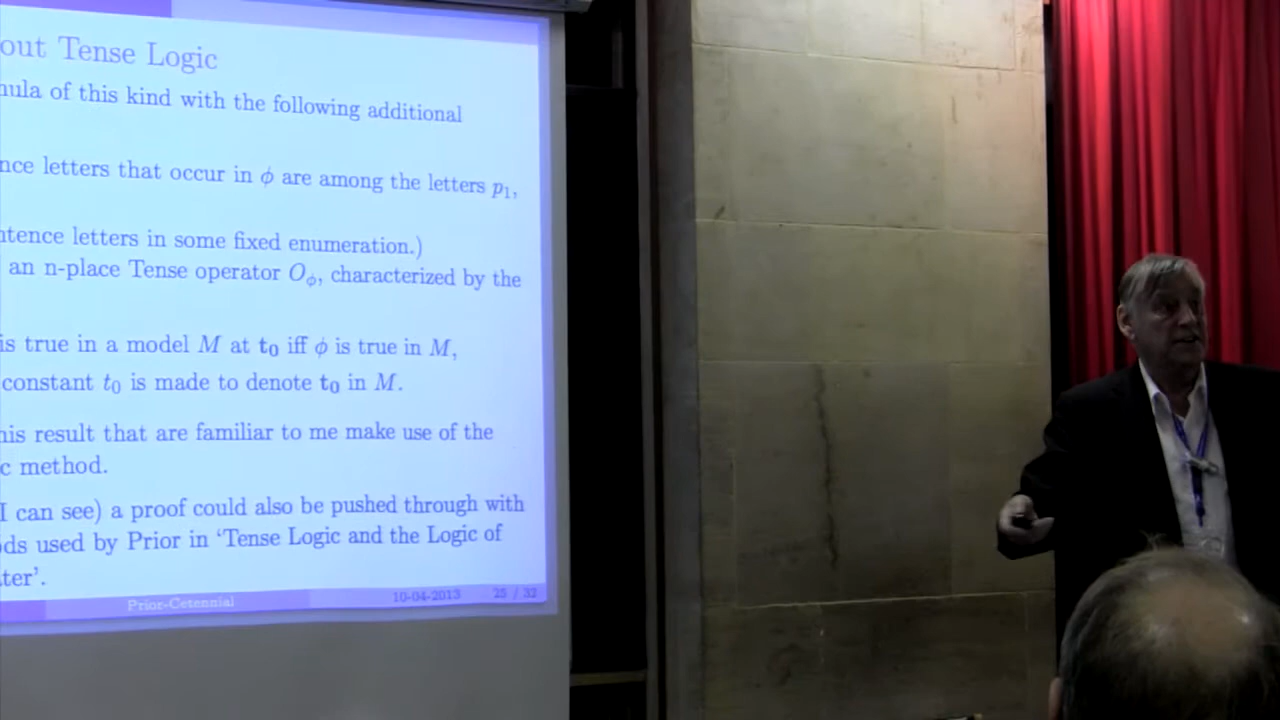 out Tense Logic
ula of this kind with the following additional
nce letters that occur in ϕ are among the letters p₁,
tence letters in some fixed enumeration.)
an n-place Tense operator Oϕ, characterized by the
is true in a model M at t₀ iff ϕ is true in M,
constant t₀ is made to denote t₀ in M.
his result that are familiar to me make use of the
c method.
I can see) a proof could also be pushed through with
ds used by Prior in ‘Tense Logic and the Logic of
ter’.
Prior-Cetennial 10-04-2013 25 / 32